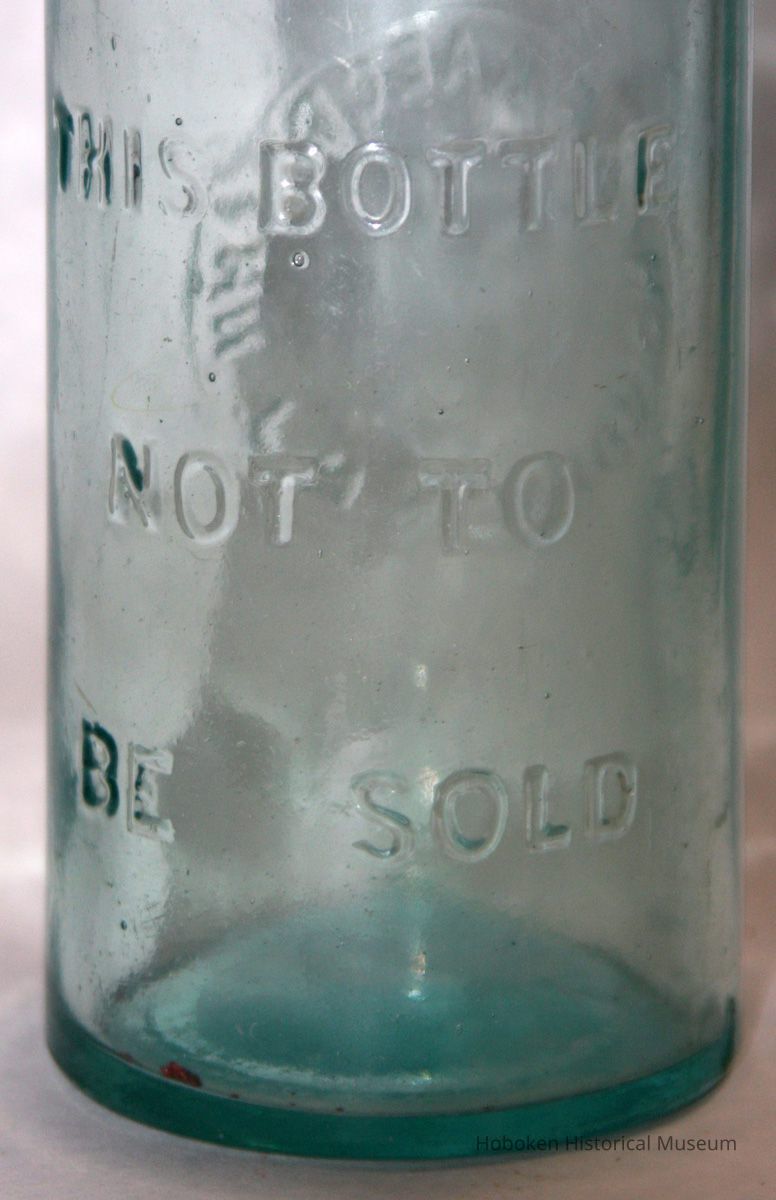 THIS BOTTLE
NOT TO
BE SOLD
Hoboken Historical Museum